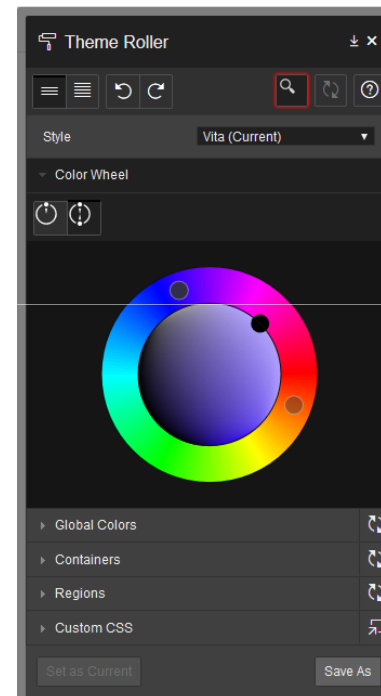 Theme Roller
Style Vita (Current)
Color Wheel
Global Colors
Containers
Regions
Custom CSS
Set as Current Save As